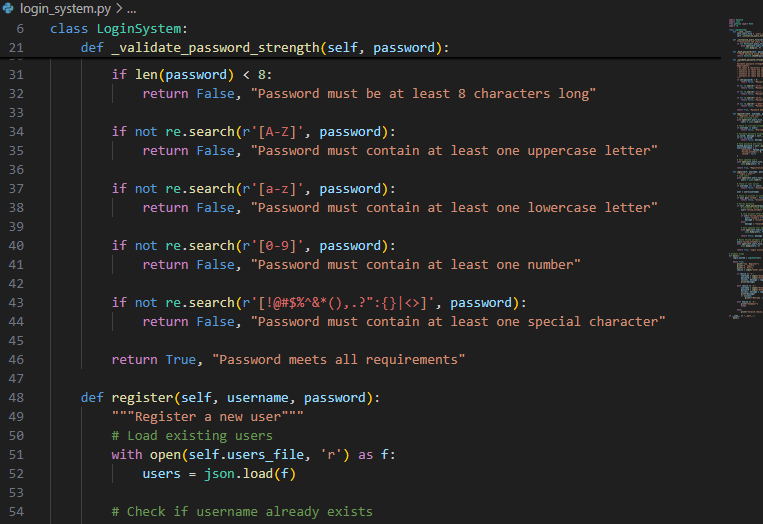 login_system.py > ...
6 class LoginSystem:
21 def _validate_password_strength(self, password):
31 if len(password) < 8:
32 return False, "Password must be at least 8 characters long"
33
34 if not re.search(r'[A-Z]', password):
35 return False, "Password must contain at least one uppercase letter"
36
37 if not re.search(r'[a-z]', password):
38 return False, "Password must contain at least one lowercase letter"
39
40 if not re.search(r'[0-9]', password):
41 return False, "Password must contain at least one number"
42
43 if not re.search(r'[!@#$%^&*(),.?":{}|<>]', password):
44 return False, "Password must contain at least one special character"
45
46 return True, "Password meets all requirements"
47
48 def register(self, username, password):
49 """Register a new user"""
50 # Load existing users
51 with open(self.users_file, 'r') as f:
52 users = json.load(f)
53
54 # Check if username already exists